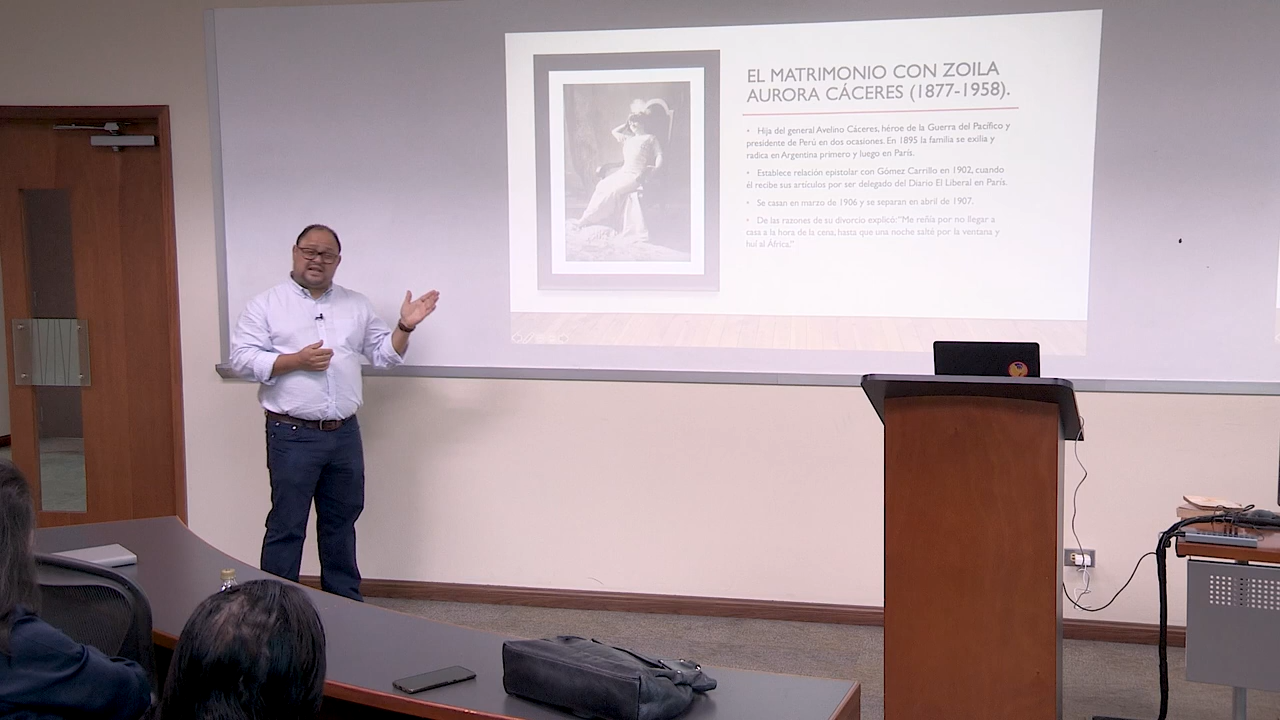 EL MATRIMONIO CON ZOILA
AURORA CÁCERES (1877-1958).
• Hija del general Avelino Cáceres, héroe de la Guerra del Pacífico y
presidente de Perú en dos ocasiones. En 1895 la familia se exilia y
radica en Argentina primero y luego en París.
• Establece relación epistolar con Gómez Carrillo en 1902, cuando
él recibe sus artículos por ser delegado del Diario El Liberal en París.
• Se casan en marzo de 1906 y se separan en abril de 1907.
• De las razones de su divorcio explicó: "Me reñía por no llegar a
casa a la hora de la cena, hasta que una noche salté por la ventana y
huí al África."